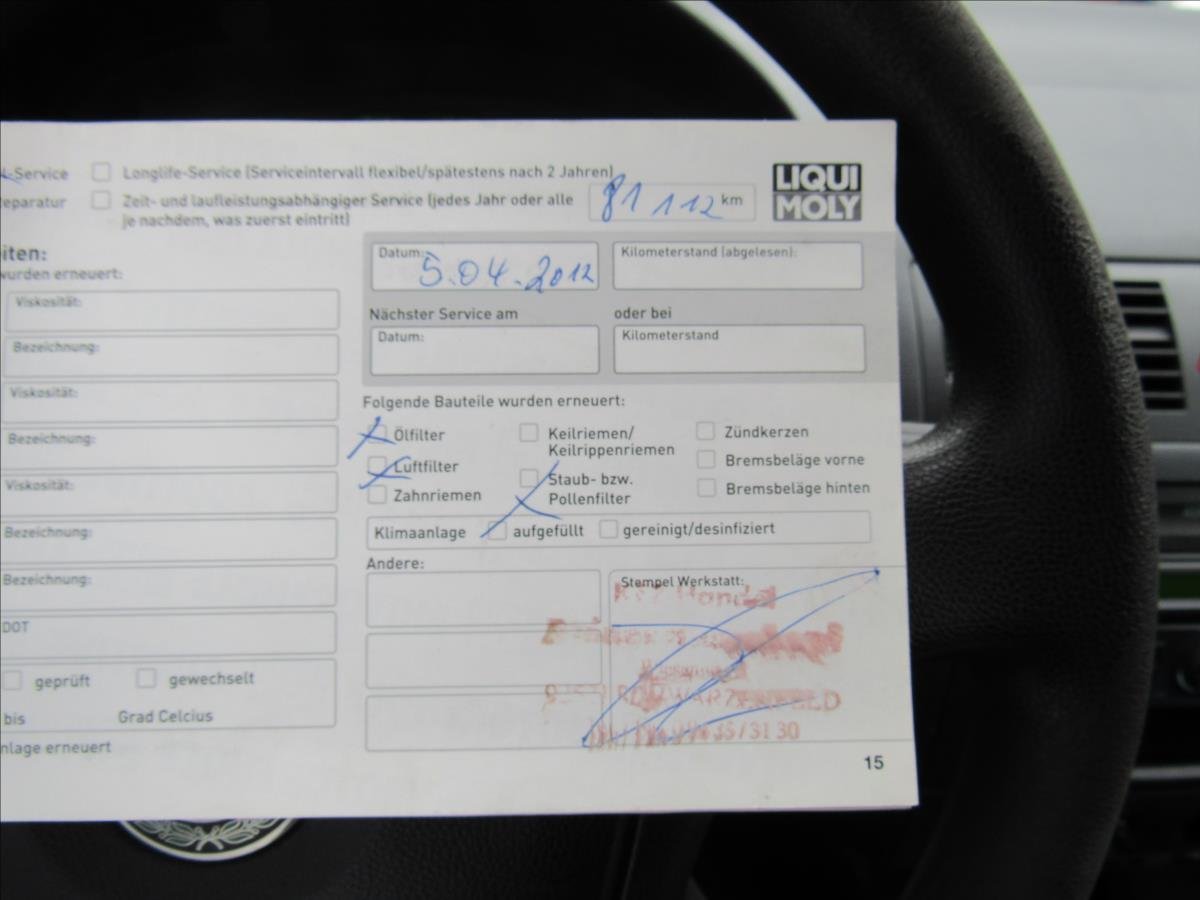 -Service Longlife-Service (Serviceintervall flexibel/spätestens nach 2 Jahren)
eparatur Zeit- und laufleistungsabhängiger Service (jedes Jahr oder alle
je nachdem, was zuerst eintritt)
81 112 km
LIQUI
MOLY
iten:
wurden erneuert:
Viskosität:
Bezeichnung:
Viskosität:
Bezeichnung:
Viskosität:
Bezeichnung:
Bezeichnung:
DOT
geprüft gewechselt
bis Grad Celcius
nlage erneuert
Datum: 5.04.2012 Kilometerstand (abgelesen):
Nächster Service am oder bei
Datum: Kilometerstand
Folgende Bauteile wurden erneuert:
Ölfilter Keilriemen/ Zündkerzen
Keilrippenriemen
Luftfilter Staub- bzw. Bremsbeläge vorne
Zahnriemen Pollenfilter Bremsbeläge hinten
Klimaanlage aufgefüllt gereinigt/desinfiziert
Andere:
Stempel Werkstatt:
/31 30
15